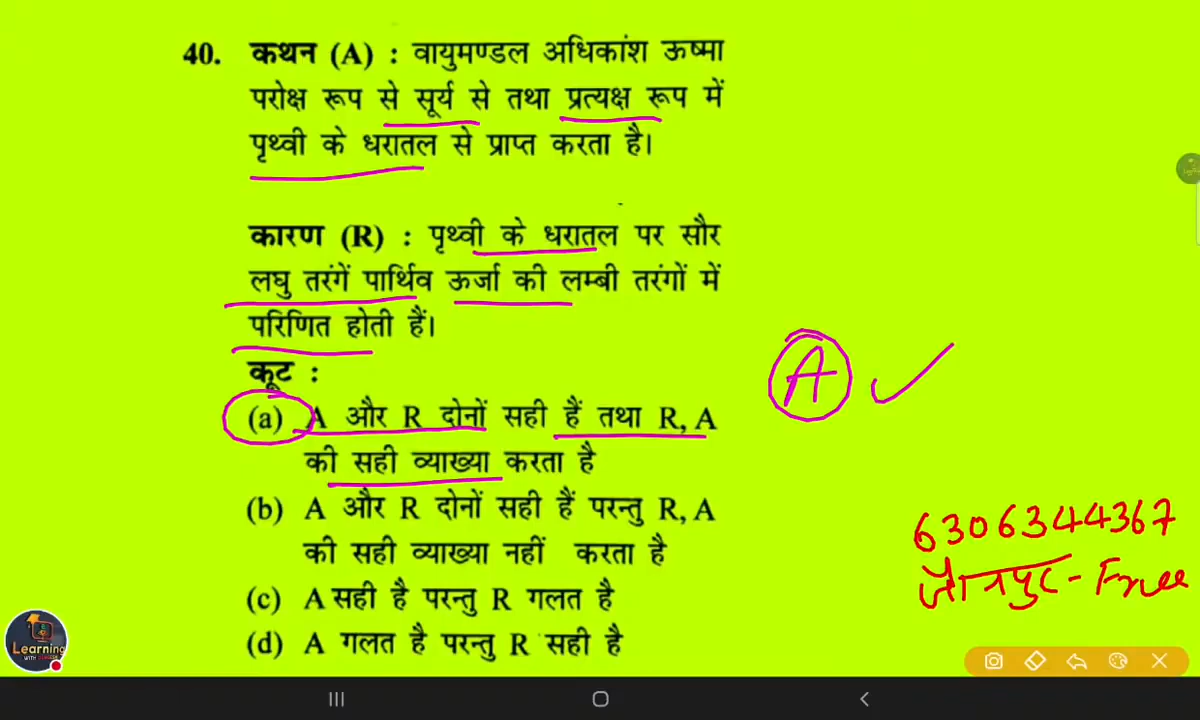 40. कथन (A) : वायुमण्डल अधिकांश ऊष्मा
परोक्ष रूप से सूर्य से तथा प्रत्यक्ष रूप में
पृथ्वी के धरातल से प्राप्त करता है।
कारण (R) : पृथ्वी के धरातल पर सौर
लघु तरंगें पार्थिव ऊर्जा की लम्बी तरंगों में
परिणित होती हैं।
कूट :
(a) A और R दोनों सही हैं तथा R, A
की सही व्याख्या करता है
(b) A और R दोनों सही हैं परन्तु R, A
की सही व्याख्या नहीं करता है
(c) A सही है परन्तु R गलत है
(d) A गलत है परन्तु R सही है
A
6306344367
जौनपुर - Free
Learning